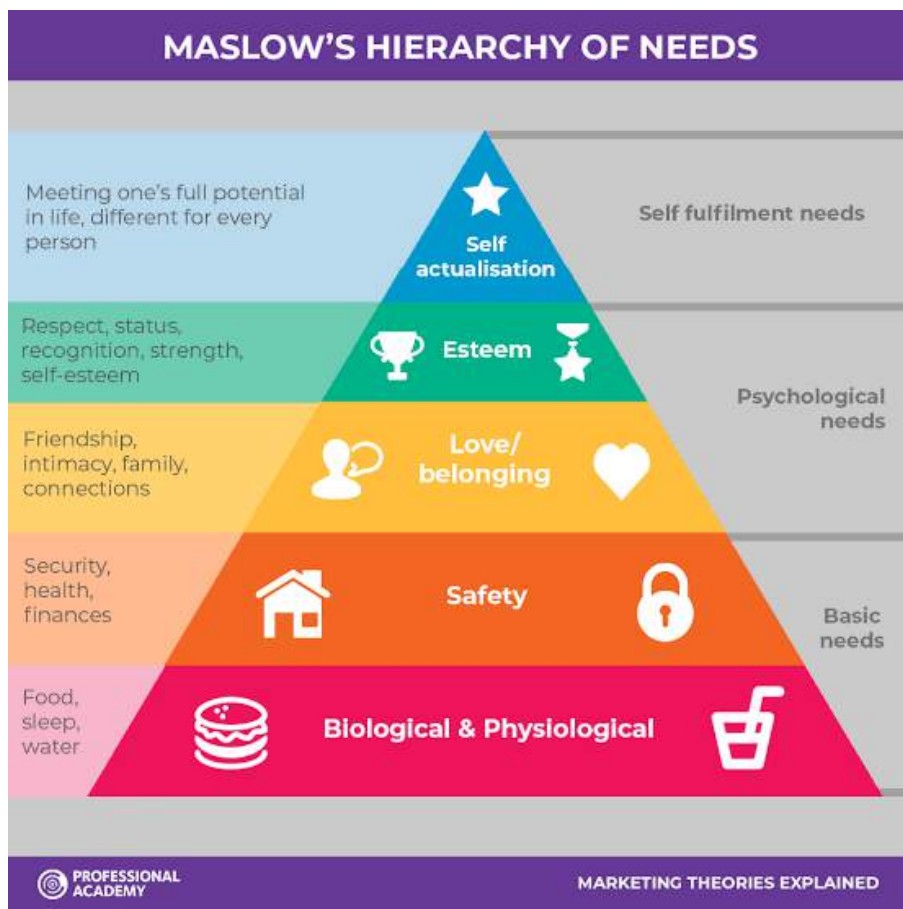 MASLOW'S HIERARCHY OF NEEDS
Meeting one's full potential
in life, different for every
person
Self
actualisation
Self fulfilment needs
Respect, status,
recognition, strength,
self-esteem
Esteem
Psychological
needs
Friendship,
intimacy, family,
connections
Love/
belonging
Security,
health,
finances
Safety
Basic
needs
Food,
sleep,
water
Biological & Physiological
PROFESSIONAL
ACADEMY
MARKETING THEORIES EXPLAINED